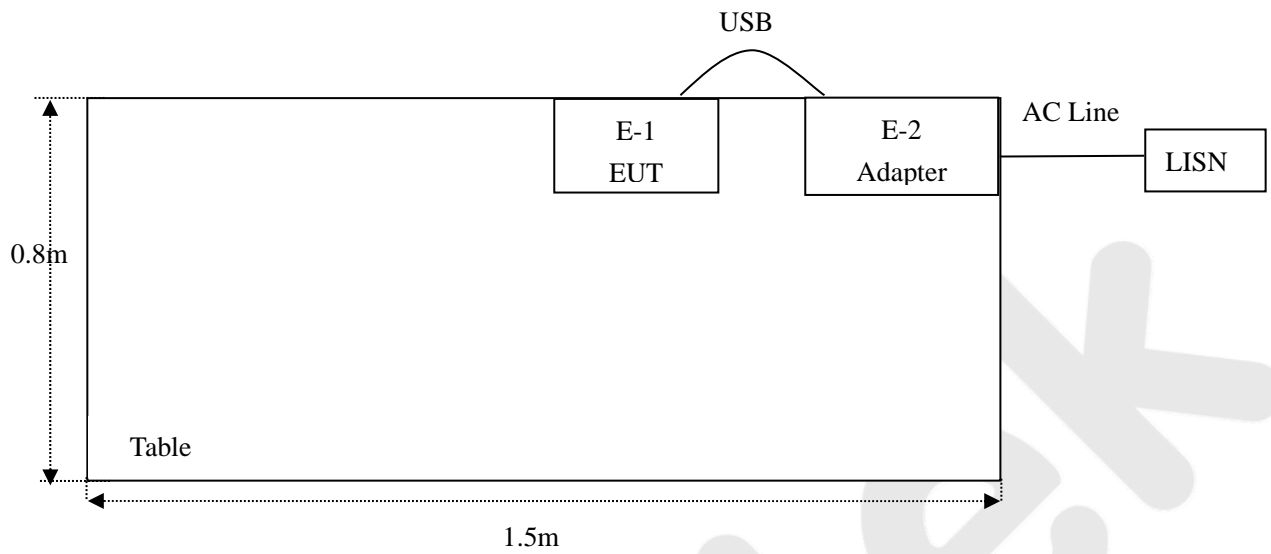 USB
E-1
EUT
E-2
Adapter
AC Line
LISN
0.8m
Table
1.5m